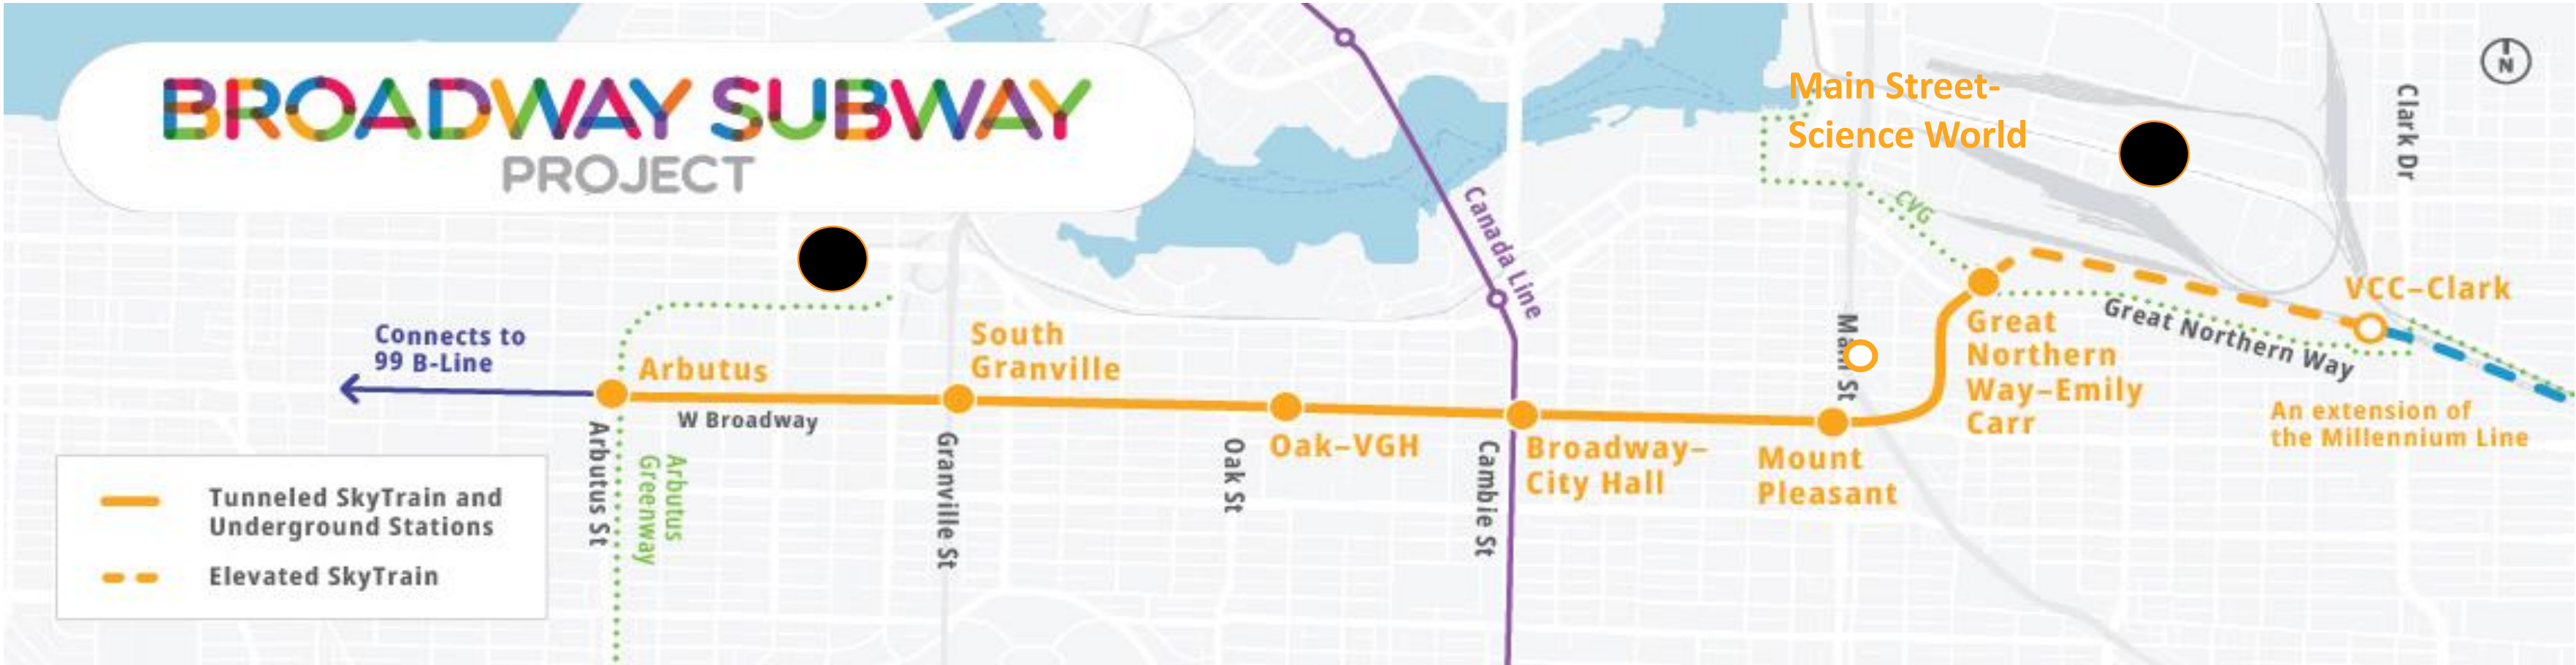 BROADWAY SUBWAY
PROJECT
N
Main Street-
Science World
Clark Dr
CVG
Canada Line
VCC–Clark
Great Northern Way
Connects to
99 B-Line
Arbutus
South
Granville
Main St
Great
Northern
Way–Emily
Carr
W Broadway
An extension of
the Millennium Line
Oak–VGH
Broadway–
City Hall
Mount
Pleasant
Arbutus St
Arbutus
Greenway
Granville St
Oak St
Cambie St
Tunneled SkyTrain and
Underground Stations
Elevated SkyTrain